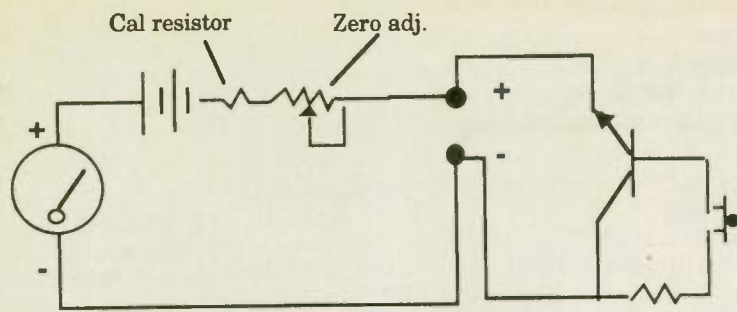 Cal resistor
Zero adj.
+
+
-
-